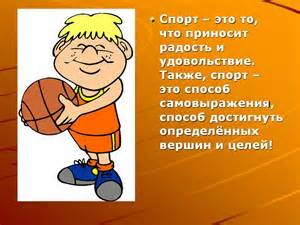 Спорт – это то,
что приносит
радость и
удовольствие.
Также, спорт –
это способ
самовыражения,
способ достигнуть
определённых
вершин и целей!